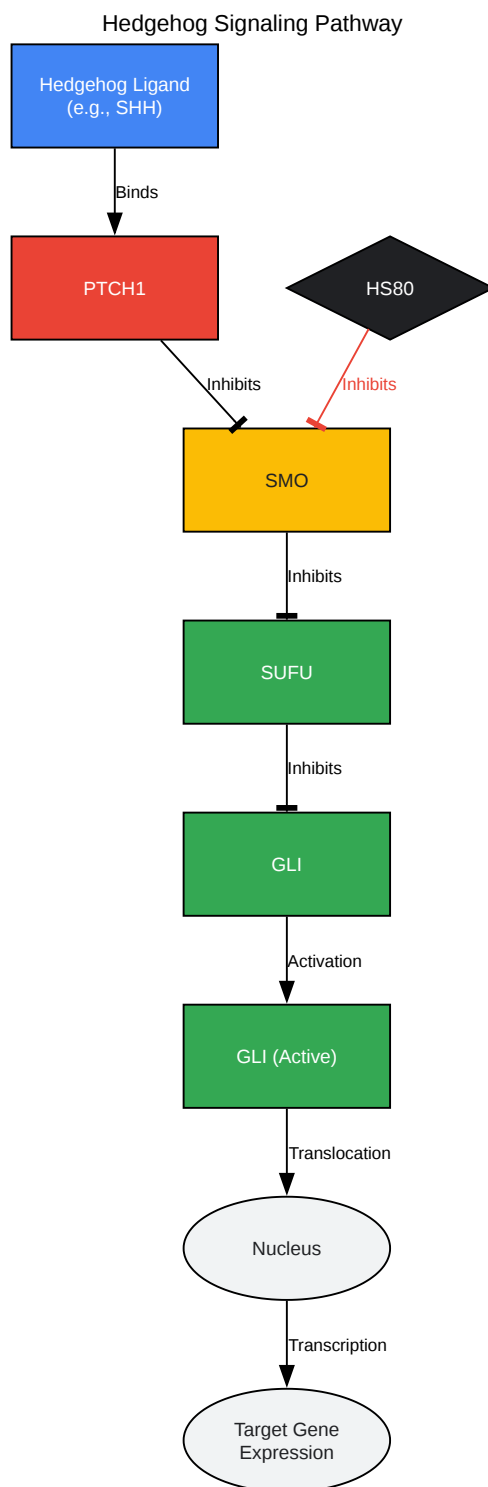 Hedgehog Signaling Pathway
Hedgehog Ligand
(e.g., SHH)
Binds
PTCH1
HS80
Inhibits
Inhibits
SMO
Inhibits
SUFU
Inhibits
GLI
Activation
GLI (Active)
Translocation
Nucleus
Transcription
Target Gene
Expression